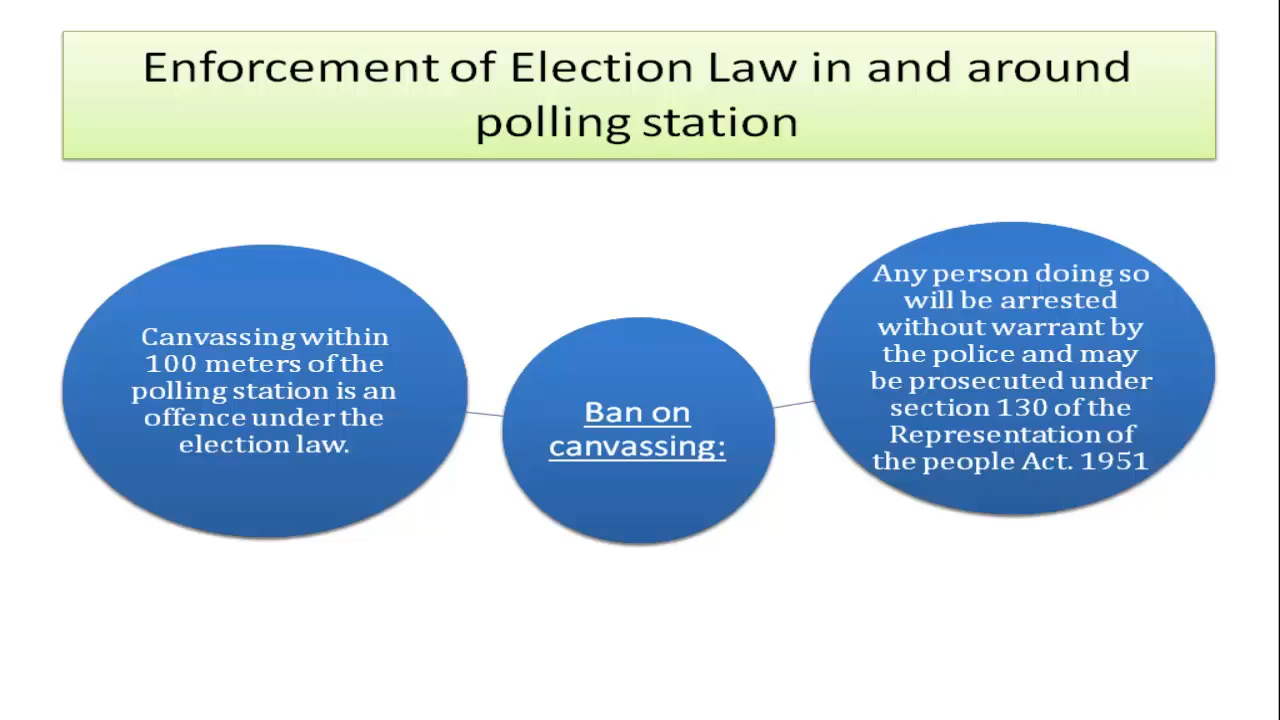 Enforcement of Election Law in and around
polling station
Canvassing within
100 meters of the
polling station is an
offence under the
election law.
Ban on
canvassing:
Any person doing so
will be arrested
without warrant by
the police and may
be prosecuted under
section 130 of the
Representation of
the people Act. 1951